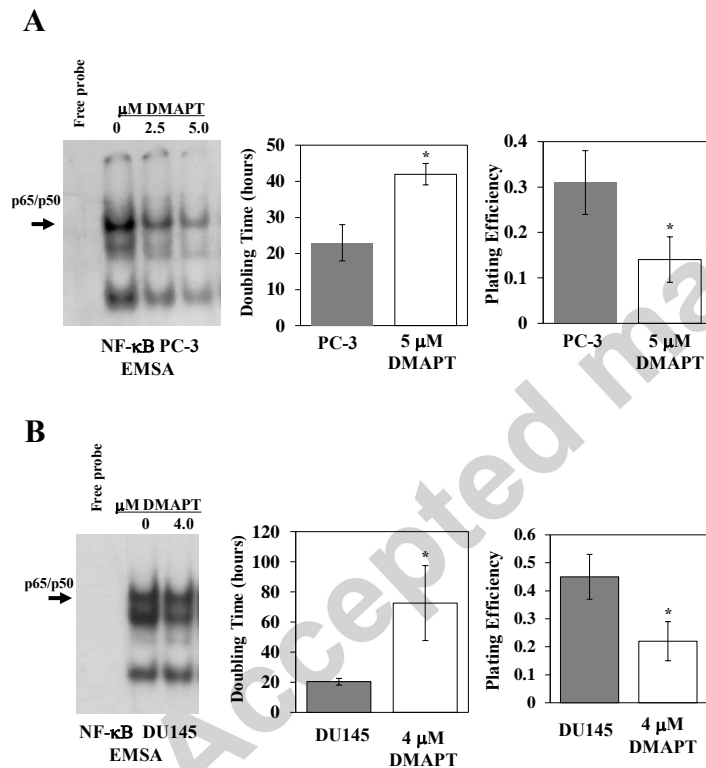 A
Free probe
μM DMAPT
0 2.5 5.0
p65/p50
NF-κB PC-3
EMSA
Doubling Time (hours)
50
40
30
20
10
0
*
PC-3
5 μM
DMAPT
Plating Efficiency
0.4
0.3
0.2
0.1
0
*
PC-3
5 μM
DMAPT
B
Free probe
μM DMAPT
0 4.0
p65/p50
NF-κB DU145
EMSA
Doubling Time (hours)
120
100
80
60
40
20
0
*
DU145
4 μM
DMAPT
Plating Efficiency
0.6
0.5
0.4
0.3
0.2
0.1
0
*
DU145
4 μM
DMAPT
Accepted ma